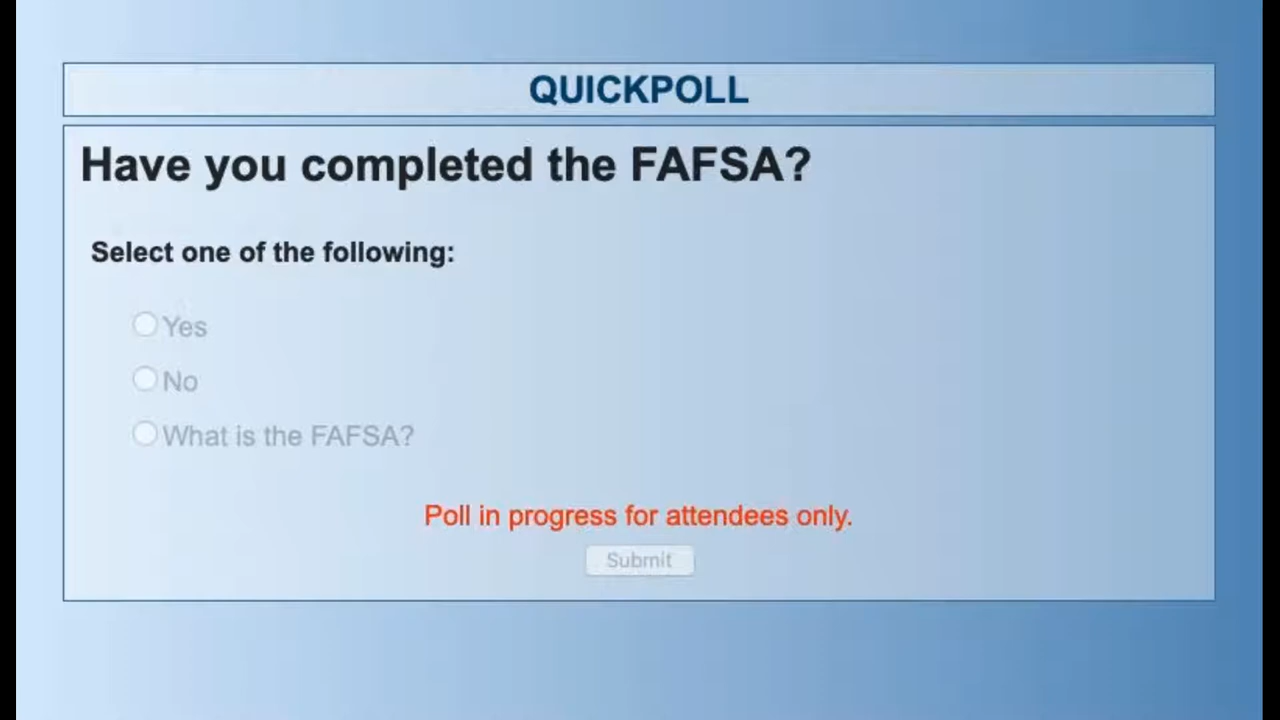 QUICKPOLL
Have you completed the FAFSA?
Select one of the following:
Yes
No
What is the FAFSA?
Poll in progress for attendees only.
Submit